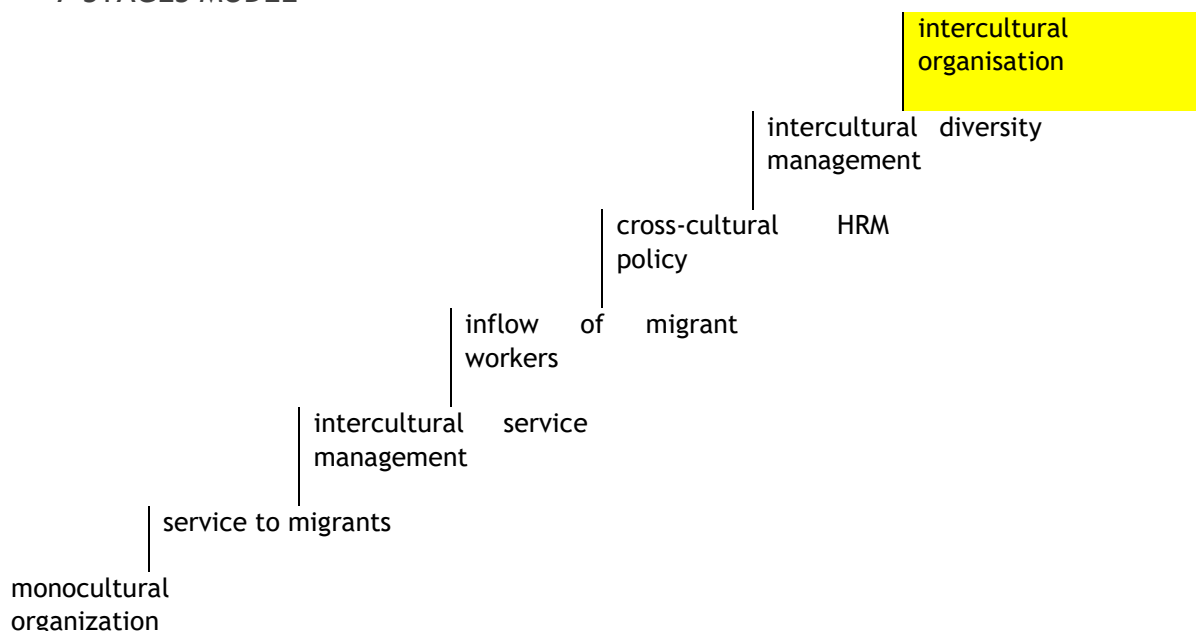 7 STAGES MODEL
intercultural
organisation
intercultural diversity
management
cross-cultural HRM
policy
inflow of migrant
workers
intercultural service
management
service to migrants
monocultural
organization